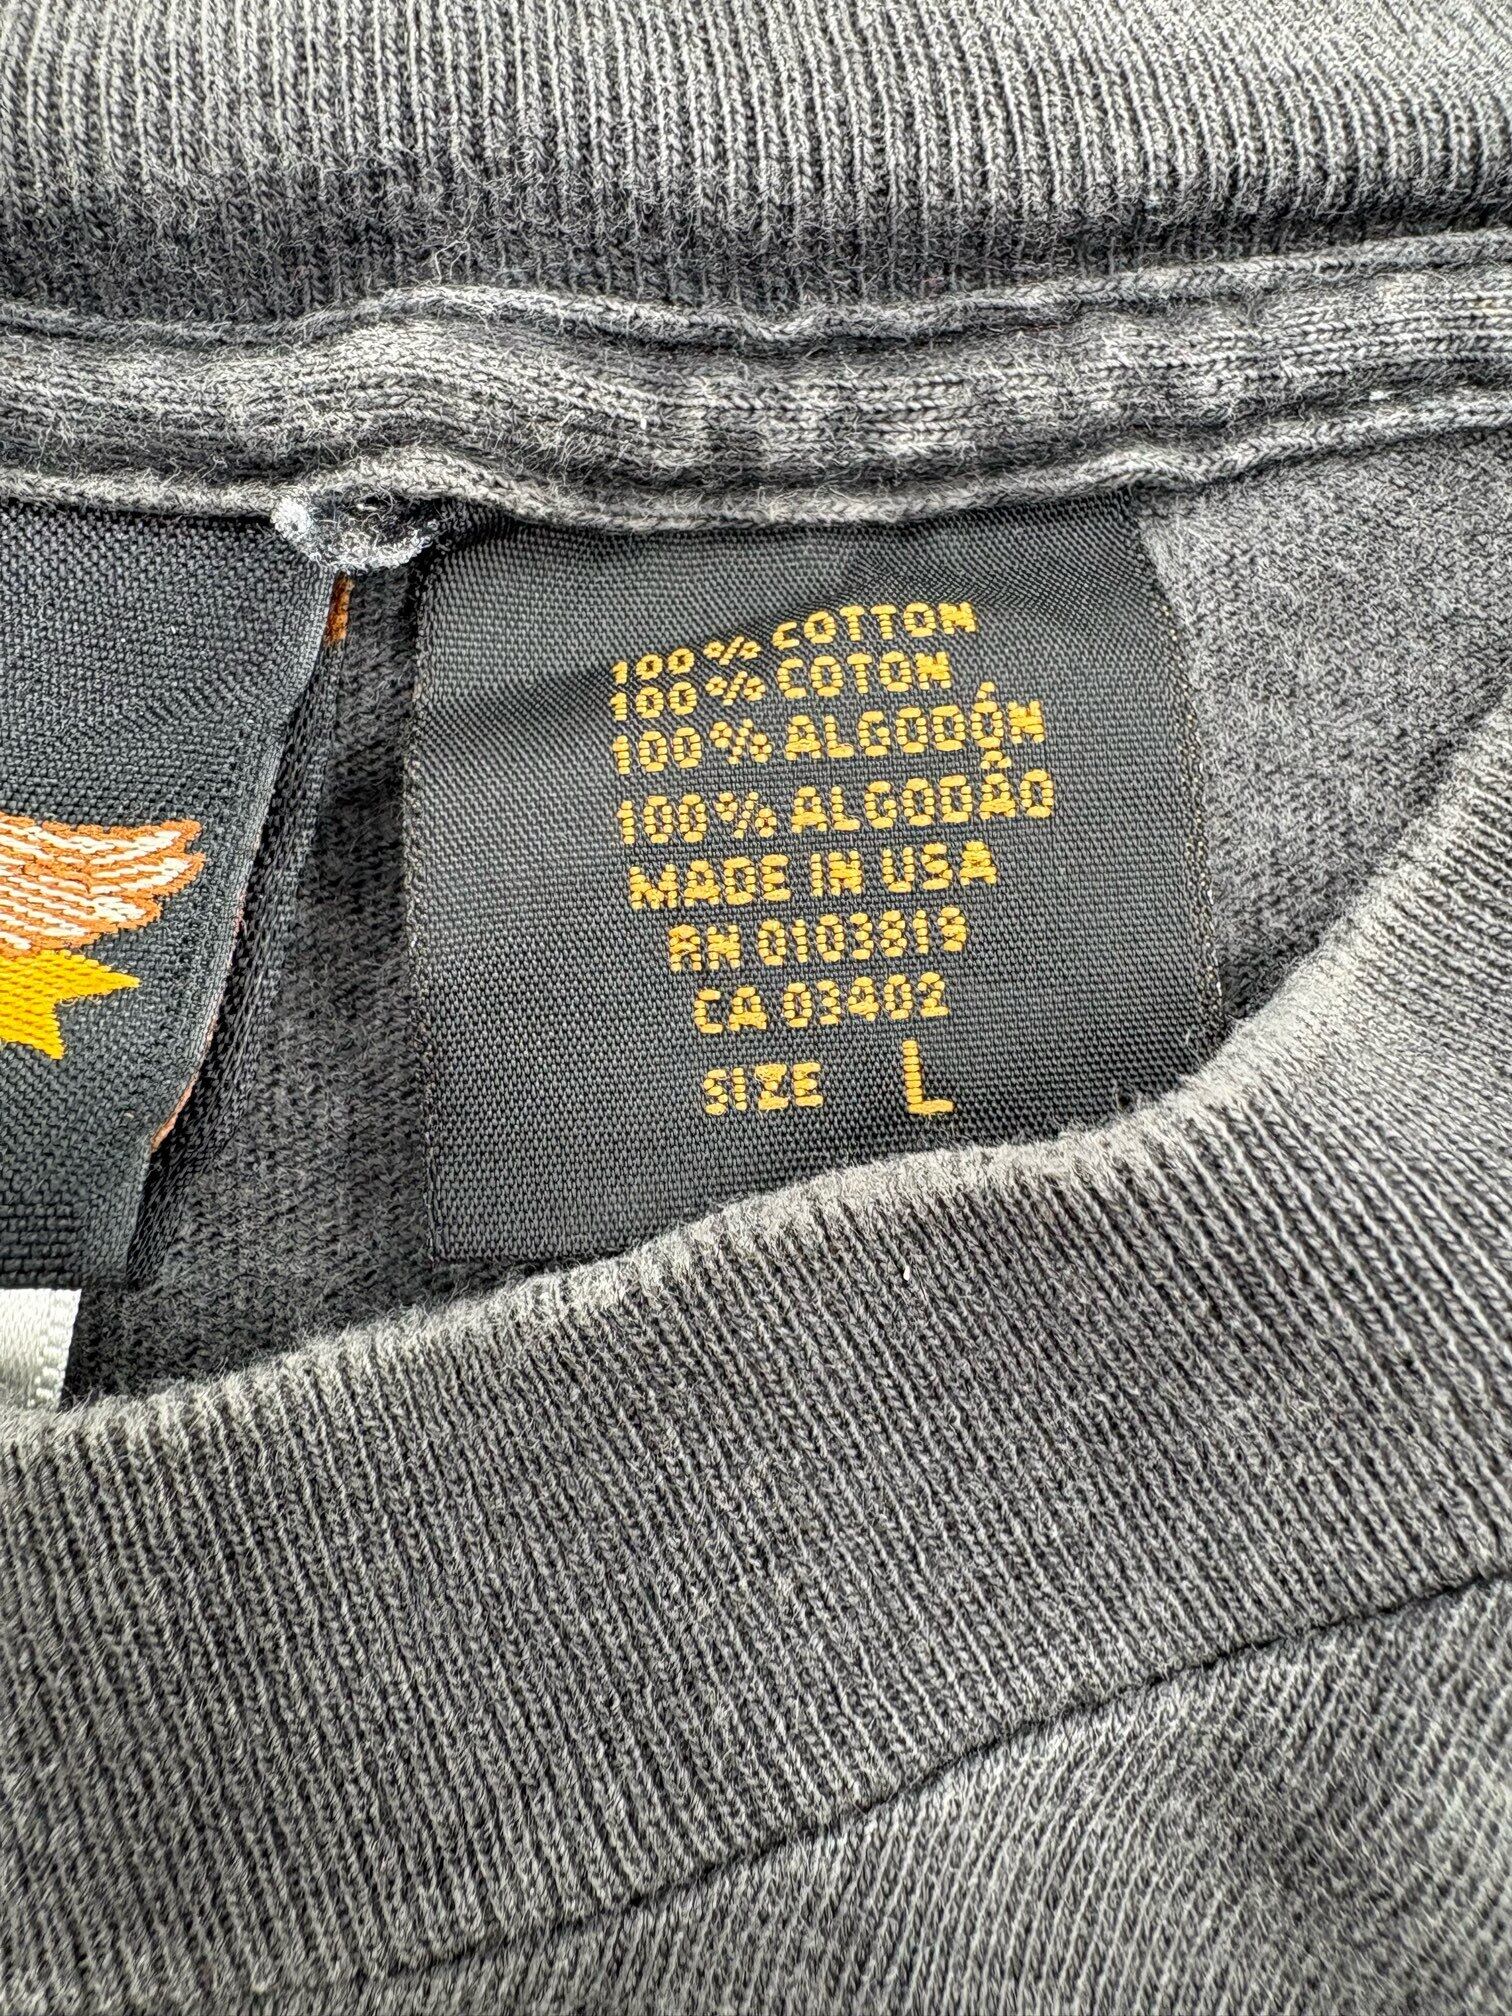 100% COTTON
100% COTON
100% ALGODÓN
100% ALGODÃO
MADE IN USA
RN 0103819
CA 03402
SIZE L